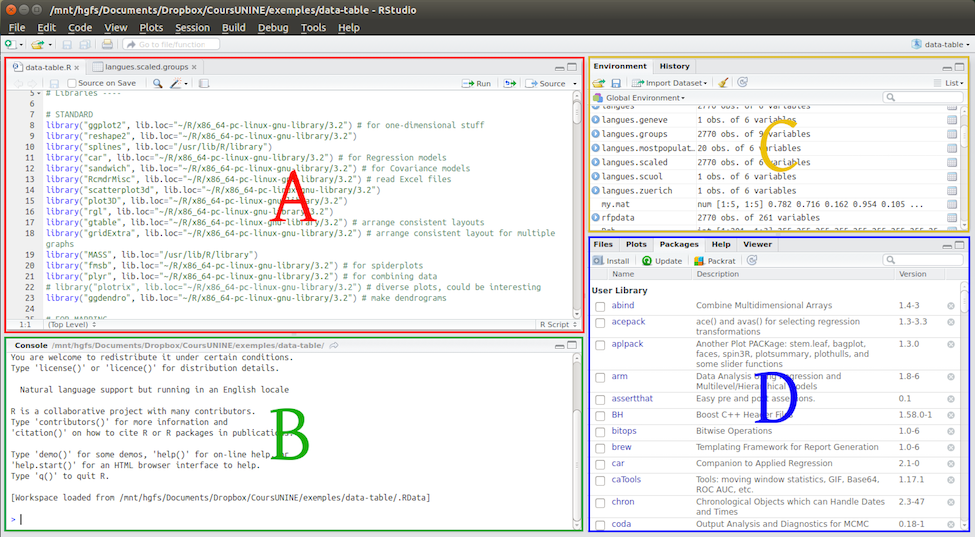 /mnt/hgfs/Documents/Dropbox/CoursUNINE/exemples/data-table - RStudio
File Edit Code View Plots Session Build Debug Tools Help
Go to file/function
data-table
data-table.R
langues.scaled.groups
Source on Save
Run
Source
5 # Libraries ----
6
7 # STANDARD
8 library("ggplot2", lib.loc="~/R/x86_64-pc-linux-gnu-library/3.2") # for one-dimensional stuff
9 library("reshape2", lib.loc="~/R/x86_64-pc-linux-gnu-library/3.2")
10 library("splines", lib.loc="/usr/lib/R/library")
11 library("car", lib.loc="~/R/x86_64-pc-linux-gnu-library/3.2") # for Regression models
12 library("sandwich", lib.loc="~/R/x86_64-pc-linux-gnu-library/3.2") # for Covariance models
13 library("RcmdrMisc", lib.loc="~/R/x86_64-pc-linux-gnu-library/3.2") # read Excel files
14 library("scatterplot3d", lib.loc="~/R/x86_64-pc-linux-gnu-library/3.2")
15 library("plot3D", lib.loc="~/R/x86_64-pc-linux-gnu-library/3.2")
16 library("rgl", lib.loc="~/R/x86_64-pc-linux-gnu-library/3.2")
17 library("gtable", lib.loc="~/R/x86_64-pc-linux-gnu-library/3.2") # arrange consistent layouts
18 library("gridExtra", lib.loc="~/R/x86_64-pc-linux-gnu-library/3.2") # arrange consistent layout for multiple
graphs
19 library("MASS", lib.loc="/usr/lib/R/library")
20 library("fmsb", lib.loc="~/R/x86_64-pc-linux-gnu-library/3.2") # for spiderplots
21 library("plyr", lib.loc="~/R/x86_64-pc-linux-gnu-library/3.2") # for combining data
22 # library("plotrix", lib.loc="~/R/x86_64-pc-linux-gnu-library/3.2") # diverse plots, could be interesting
23 library("ggdendro", lib.loc="~/R/x86_64-pc-linux-gnu-library/3.2") # make dendrograms
24
25 # FOR MAPPING
A
1:1 (Top Level) R Script
Console /mnt/hgfs/Documents/Dropbox/CoursUNINE/exemples/data-table/
You are welcome to redistribute it under certain conditions.
Type 'license()' or 'licence()' for distribution details.
Natural language support but running in an English locale
R is a collaborative project with many contributors.
Type 'contributors()' for more information and
'citation()' on how to cite R or R packages in publications.
Type 'demo()' for some demos, 'help()' for on-line help, or
'help.start()' for an HTML browser interface to help.
Type 'q()' to quit R.
[Workspace loaded from /mnt/hgfs/Documents/Dropbox/CoursUNINE/exemples/data-table/.RData]
>
B
Environment History
Import Dataset List
Global Environment
langues 2770 obs. of 6 variables
langues.geneve 1 obs. of 6 variables
langues.groups 2770 obs. of 9 variables
langues.mostpopulat… 20 obs. of 6 variables
langues.scaled 2770 obs. of 6 variables
langues.scuol 1 obs. of 6 variables
langues.zuerich 1 obs. of 6 variables
my.mat num [1:5, 1:5] 0.782 0.716 0.162 0.954 0.105 ...
rfpdata 2770 obs. of 261 variables
C
Files Plots Packages Help Viewer
Install Update Packrat
Name Description Version
User Library
abind Combine Multidimensional Arrays 1.4-3
acepack ace() and avas() for selecting regression transformations 1.3-3.3
aplpack Another Plot PACKage: stem.leaf, bagplot, faces, spin3R, plotsummary, plothulls, and some slider functions 1.3.0
arm Data Analysis Using Regression and Multilevel/Hierarchical Models 1.8-6
assertthat Easy pre and post assertions. 0.1
BH Boost C++ Header Files 1.58.0-1
bitops Bitwise Operations 1.0-6
brew Templating Framework for Report Generation 1.0-6
car Companion to Applied Regression 2.1-0
caTools Tools: moving window statistics, GIF, Base64, ROC AUC, etc. 1.17.1
chron Chronological Objects which can Handle Dates and Times 2.3-47
coda Output Analysis and Diagnostics for MCMC 0.18-1
D